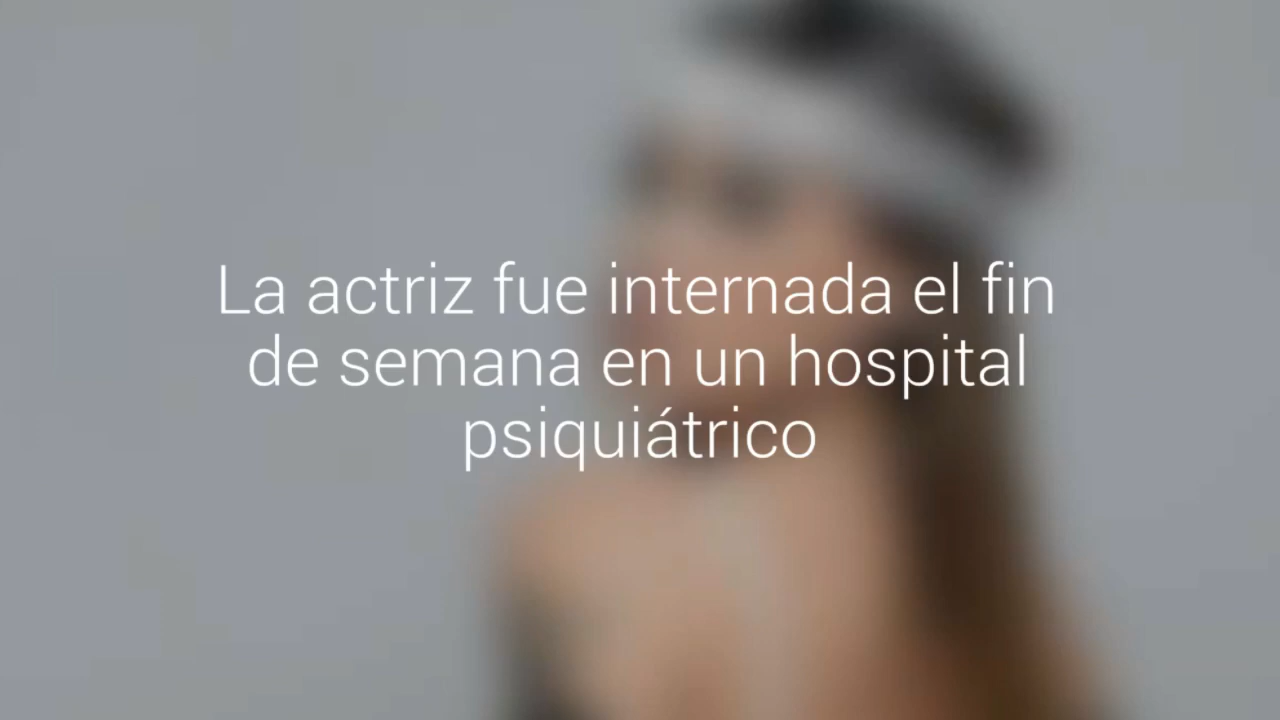 La actriz fue internada el fin
de semana en un hospital
psiquiátrico